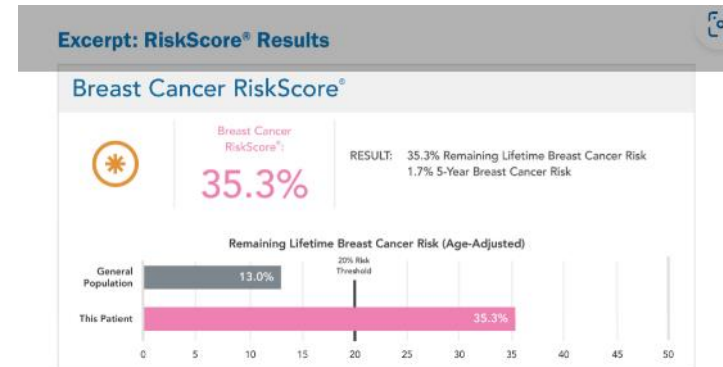 Excerpt: RiskScore® Results
Breast Cancer RiskScore®
Breast Cancer
RiskScore®:
35.3%
RESULT: 35.3% Remaining Lifetime Breast Cancer Risk
1.7% 5-Year Breast Cancer Risk
Remaining Lifetime Breast Cancer Risk (Age-Adjusted)
20% Risk
Threshold
General
Population
13.0%
This Patient
35.3%
0 5 10 15 20 25 30 35 40 45 50